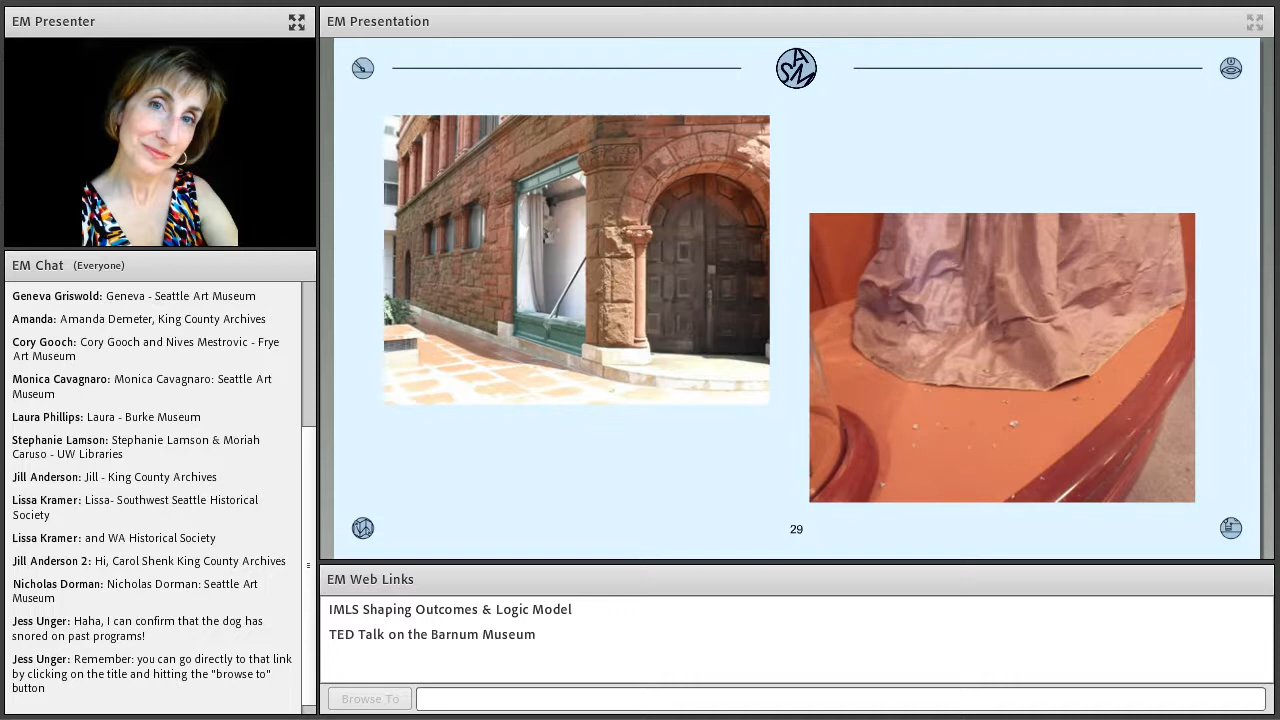 EM Presenter
EM Chat (Everyone)
Geneva Griswold: Geneva - Seattle Art Museum
Amanda: Amanda Demeter, King County Archives
Cory Gooch: Cory Gooch and Nives Mestrovic - Frye
Art Museum
Monica Cavagnaro: Monica Cavagnaro: Seattle Art
Museum
Laura Phillips: Laura - Burke Museum
Stephanie Lamson: Stephanie Lamson & Moriah
Caruso - UW Libraries
Jill Anderson: Jill - King County Archives
Lissa Kramer: Lissa- Southwest Seattle Historical
Society
Lissa Kramer: and WA Historical Society
Jill Anderson 2: Hi, Carol Shenk King County Archives
Nicholas Dorman: Nicholas Dorman: Seattle Art
Museum
Jess Unger: Haha, I can confirm that the dog has
snored on past programs!
Jess Unger: Remember: you can go directly to that link
by clicking on the title and hitting the "browse to"
button
EM Presentation
ASM
29
EM Web Links
IMLS Shaping Outcomes & Logic Model
TED Talk on the Barnum Museum
Browse To